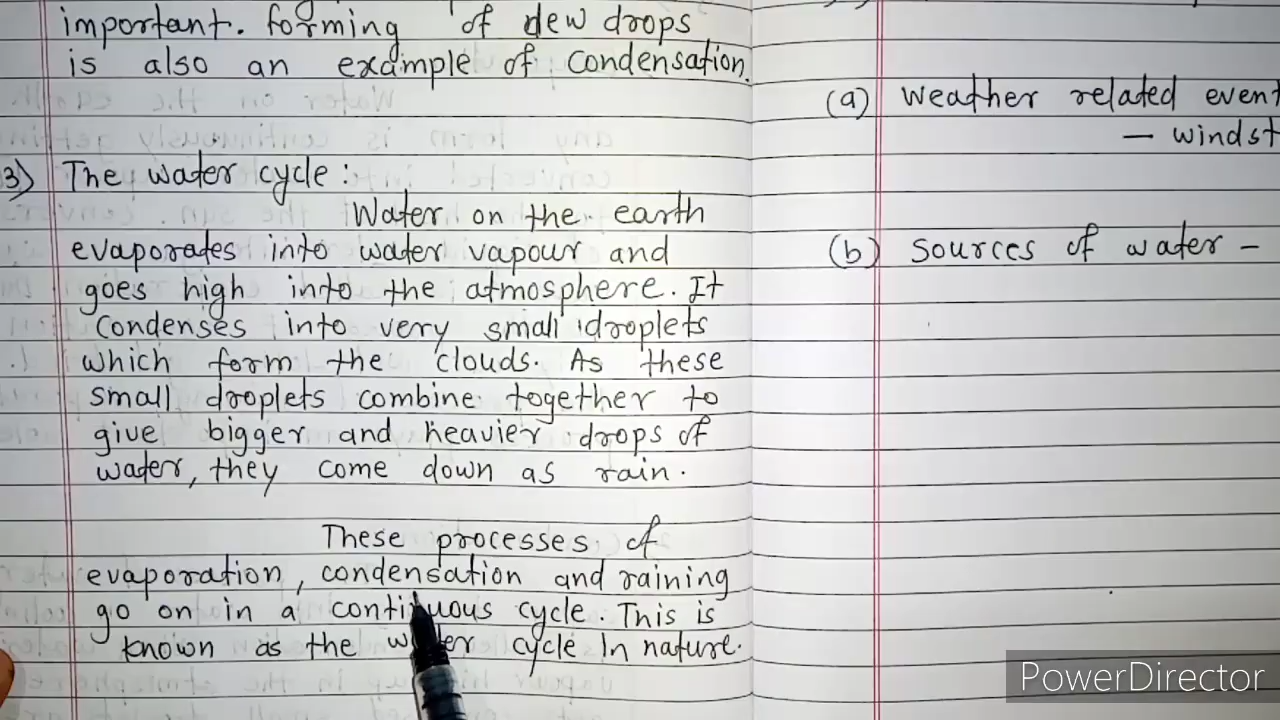 important. forming of dew drops
is also an example of condensation.
3) The water cycle :
Water on the earth
evaporates into water vapour and
goes high into the atmosphere. It
condenses into very small droplets
which form the clouds. As these
small droplets combine together to
give bigger and heavier drops of
water, they come down as rain.
These processes of
evaporation, condensation and raining
go on in a continuous cycle. This is
known as the water cycle In nature.
(a) Weather related event
— windst
(b) Sources of water –
PowerDirector